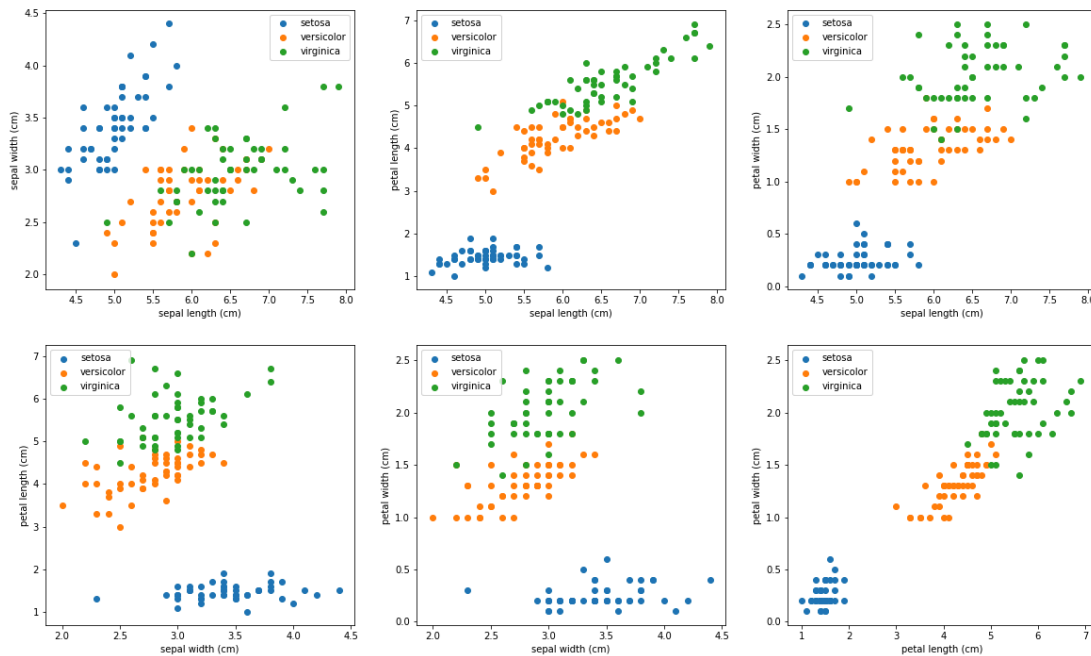 4.5
4.0
3.5
3.0
2.5
2.0
sepal width (cm)
4.5 5.0 5.5 6.0 6.5 7.0 7.5 8.0
sepal length (cm)
setosa
versicolor
virginica
7
6
5
4
3
2
1
petal length (cm)
4.5 5.0 5.5 6.0 6.5 7.0 7.5 8.0
sepal length (cm)
setosa
versicolor
virginica
2.5
2.0
1.5
1.0
0.5
0.0
petal width (cm)
4.5 5.0 5.5 6.0 6.5 7.0 7.5 8.0
sepal length (cm)
setosa
versicolor
virginica
7
6
5
4
3
2
1
petal length (cm)
2.0 2.5 3.0 3.5 4.0 4.5
sepal width (cm)
setosa
versicolor
virginica
2.5
2.0
1.5
1.0
0.5
0.0
petal width (cm)
2.0 2.5 3.0 3.5 4.0 4.5
sepal width (cm)
setosa
versicolor
virginica
2.5
2.0
1.5
1.0
0.5
0.0
petal width (cm)
1 2 3 4 5 6 7
petal length (cm)
setosa
versicolor
virginica